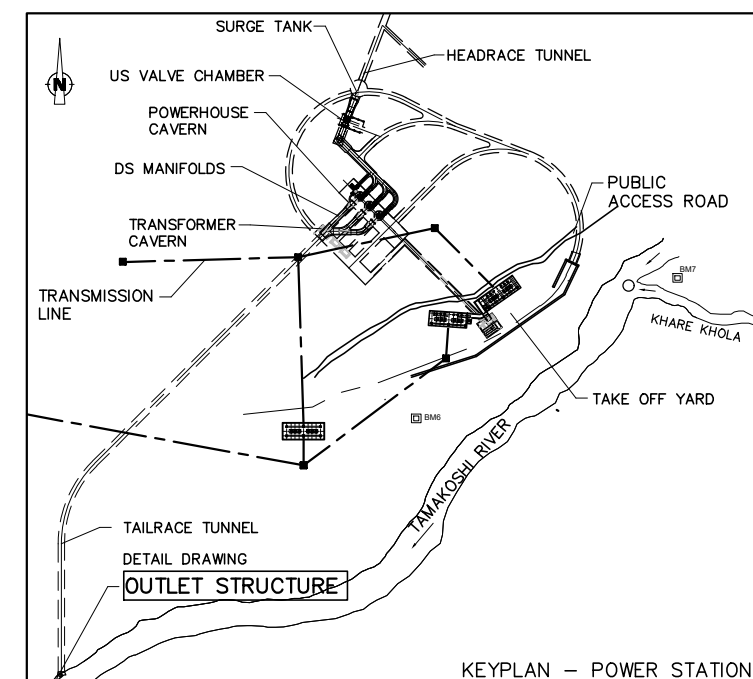 SURGE TANK
HEADRACE TUNNEL
US VALVE CHAMBER
POWERHOUSE
CAVERN
DS MANIFOLDS
TRANSFORMER
CAVERN
PUBLIC
ACCESS ROAD
N
BM7
TRANSMISSION
LINE
KHARE KHOLA
TAKE OFF YARD
BM6
TAMAKOSHI RIVER
TAILRACE TUNNEL
DETAIL DRAWING
OUTLET STRUCTURE
KEYPLAN – POWER STATION